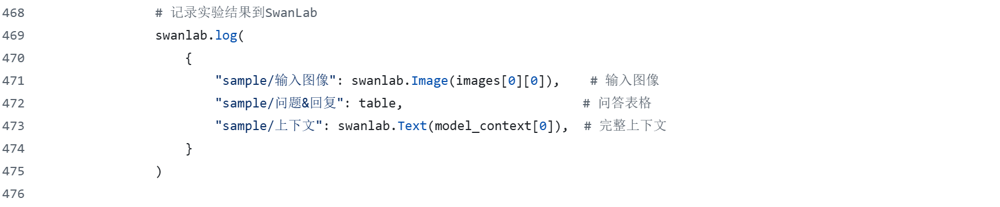 468 # 记录实验结果到SwanLab
469 swanlab.log(
470 {
471 "sample/输入图像": swanlab.Image(images[0][0]), # 输入图像
472 "sample/问题&回复": table, # 问答表格
473 "sample/上下文": swanlab.Text(model_context[0]), # 完整上下文
474 }
475 )
476